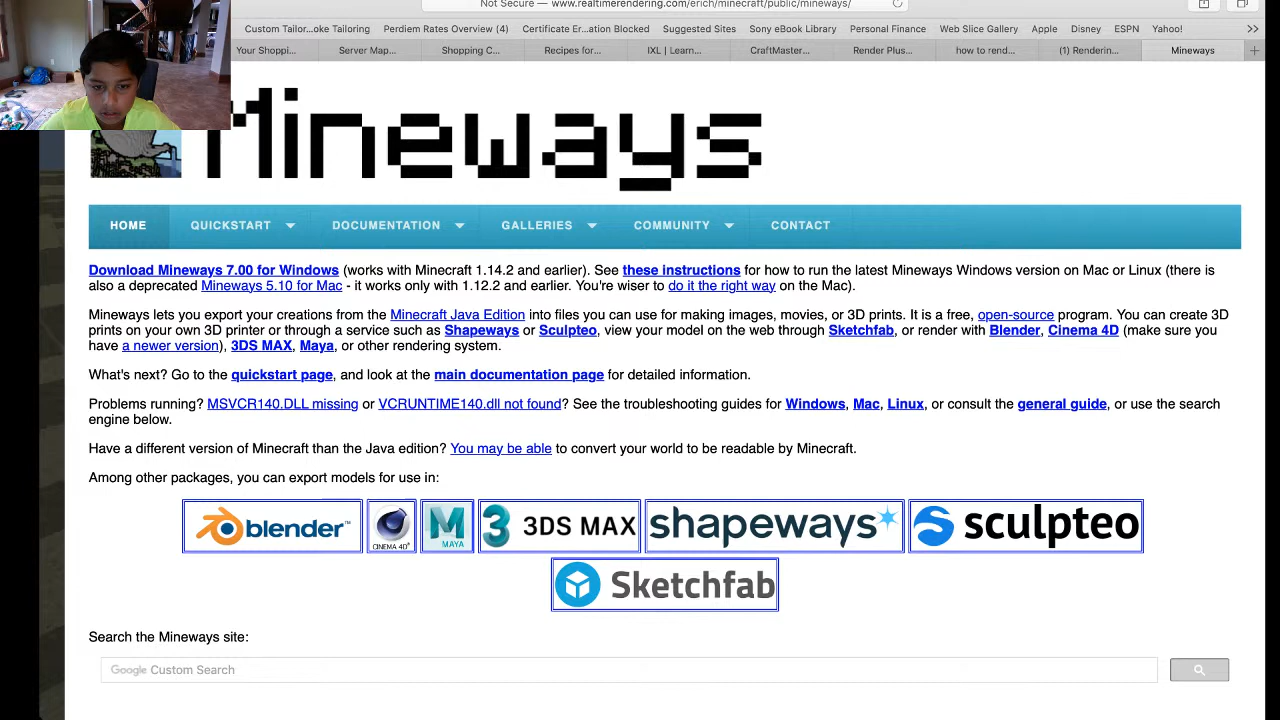 Not Secure — www.realtimerendering.com/erich/minecraft/public/mineways/
Custom Tailor...oke Tailoring Perdiem Rates Overview (4) Certificate Er...ation Blocked Suggested Sites Sony eBook Library Personal Finance Web Slice Gallery Apple Disney ESPN Yahoo!
Your Shoppi... Server Map... Shopping C... Recipes for... IXL | Learn... CraftMaster... Render Plus... how to rend... (1) Renderin... Mineways
Mineways
HOME QUICKSTART DOCUMENTATION GALLERIES COMMUNITY CONTACT
Download Mineways 7.00 for Windows (works with Minecraft 1.14.2 and earlier). See these instructions for how to run the latest Mineways Windows version on Mac or Linux (there is
also a deprecated Mineways 5.10 for Mac - it works only with 1.12.2 and earlier. You're wiser to do it the right way on the Mac).
Mineways lets you export your creations from the Minecraft Java Edition into files you can use for making images, movies, or 3D prints. It is a free, open-source program. You can create 3D
prints on your own 3D printer or through a service such as Shapeways or Sculpteo, view your model on the web through Sketchfab, or render with Blender, Cinema 4D (make sure you
have a newer version), 3DS MAX, Maya, or other rendering system.
What's next? Go to the quickstart page, and look at the main documentation page for detailed information.
Problems running? MSVCR140.DLL missing or VCRUNTIME140.dll not found? See the troubleshooting guides for Windows, Mac, Linux, or consult the general guide, or use the search
engine below.
Have a different version of Minecraft than the Java edition? You may be able to convert your world to be readable by Minecraft.
Among other packages, you can export models for use in:
blender™ CINEMA 4D® M MAYA 3 3DS MAX shapeways sculpteo
Sketchfab
Search the Mineways site:
Google Custom Search